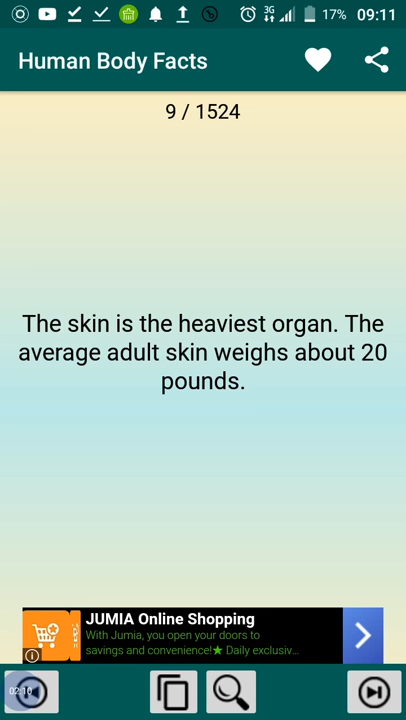 3G
17%
09:11
Human Body Facts
9 / 1524
The skin is the heaviest organ. The
average adult skin weighs about 20
pounds.
JUMIA Online Shopping
With Jumia, you open your doors to
savings and convenience!★ Daily exclusiv...
02:10